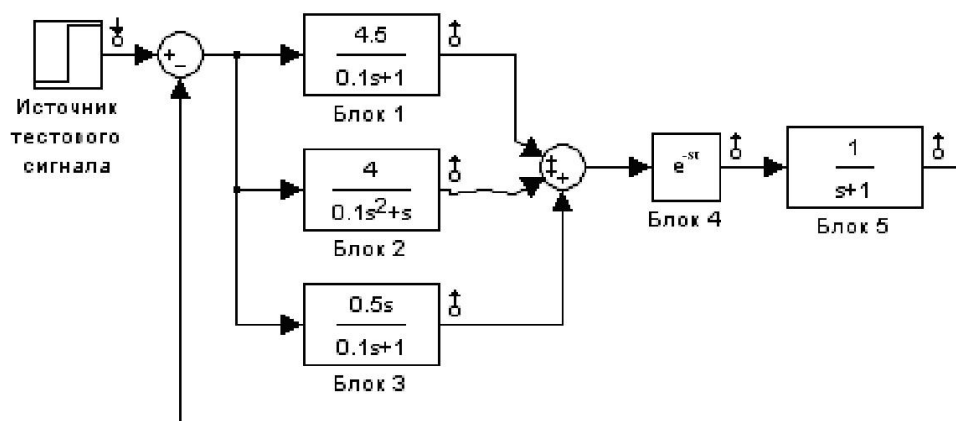 Источник
тестового
сигнала
+
−
4.5
0.1s+1
Блок 1
4
0.1s²+s
Блок 2
0.5s
0.1s+1
Блок 3
+
+
+
e⁻ˢᵗ
Блок 4
1
s+1
Блок 5